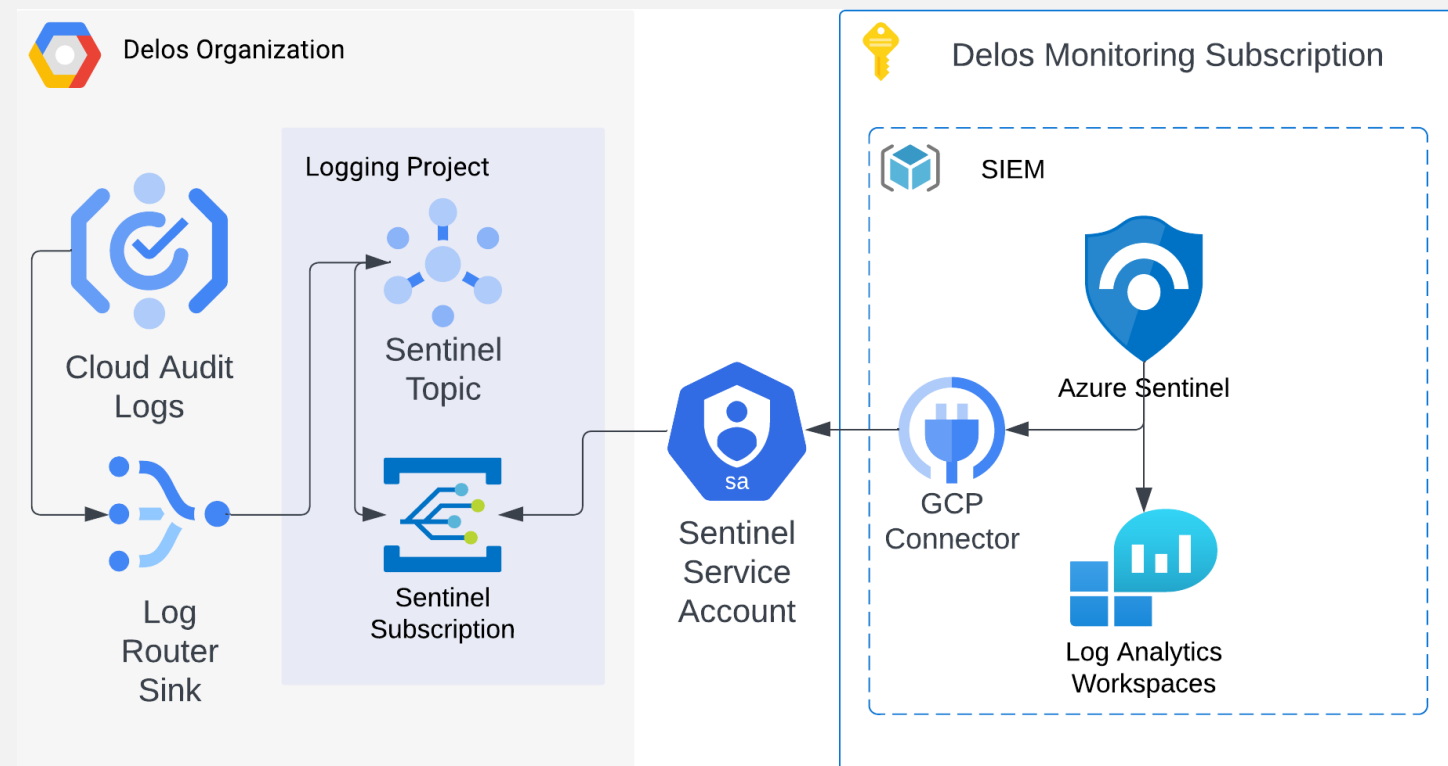 Delos Organization
Logging Project
Cloud Audit
Logs
Sentinel
Topic
Log
Router
Sink
Sentinel
Subscription
sa
Sentinel
Service
Account
Delos Monitoring Subscription
SIEM
Azure Sentinel
GCP
Connector
Log Analytics
Workspaces